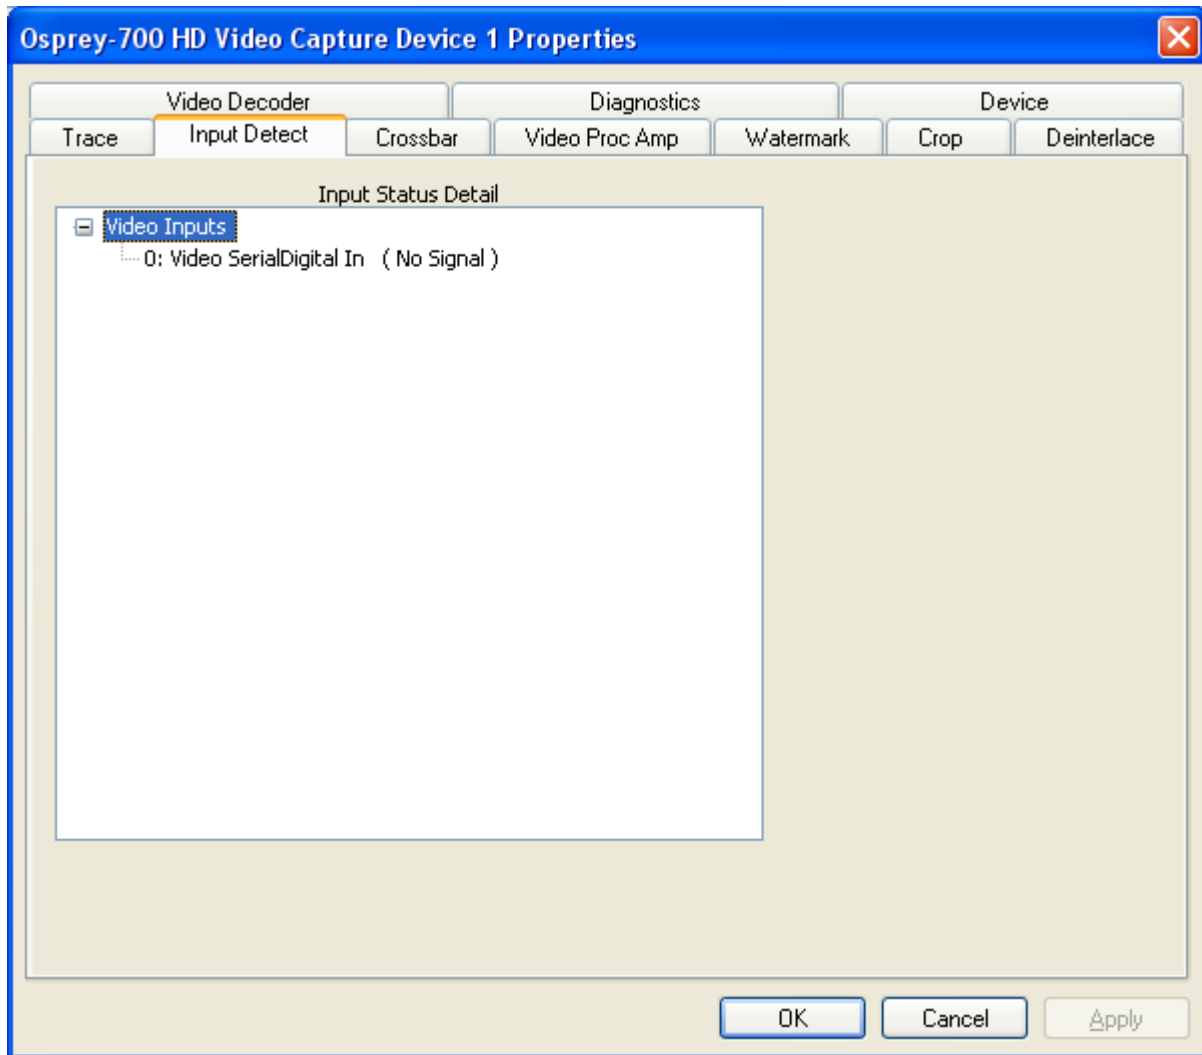 Osprey-700 HD Video Capture Device 1 Properties
Video Decoder Diagnostics Device
Trace Input Detect Crossbar Video Proc Amp Watermark Crop Deinterlace
Input Status Detail
Video Inputs
0: Video SerialDigital In ( No Signal )
OK Cancel Apply